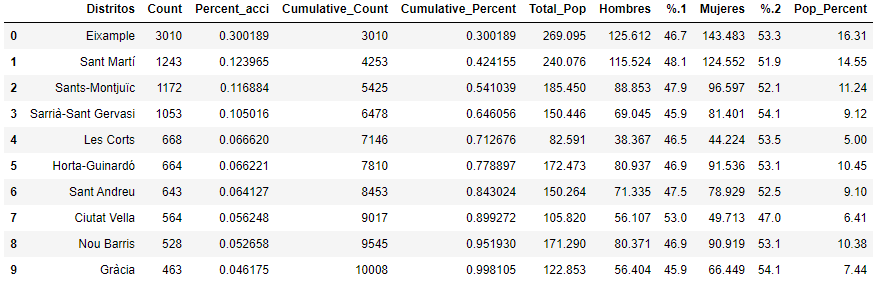 Distritos Count Percent_acci Cumulative_Count Cumulative_Percent Total_Pop Hombres %.1 Mujeres %.2 Pop_Percent
0 Eixample 3010 0.300189 3010 0.300189 269.095 125.612 46.7 143.483 53.3 16.31
1 Sant Martí 1243 0.123965 4253 0.424155 240.076 115.524 48.1 124.552 51.9 14.55
2 Sants-Montjuïc 1172 0.116884 5425 0.541039 185.450 88.853 47.9 96.597 52.1 11.24
3 Sarrià-Sant Gervasi 1053 0.105016 6478 0.646056 150.446 69.045 45.9 81.401 54.1 9.12
4 Les Corts 668 0.066620 7146 0.712676 82.591 38.367 46.5 44.224 53.5 5.00
5 Horta-Guinardó 664 0.066221 7810 0.778897 172.473 80.937 46.9 91.536 53.1 10.45
6 Sant Andreu 643 0.064127 8453 0.843024 150.264 71.335 47.5 78.929 52.5 9.10
7 Ciutat Vella 564 0.056248 9017 0.899272 105.820 56.107 53.0 49.713 47.0 6.41
8 Nou Barris 528 0.052658 9545 0.951930 171.290 80.371 46.9 90.919 53.1 10.38
9 Gràcia 463 0.046175 10008 0.998105 122.853 56.404 45.9 66.449 54.1 7.44